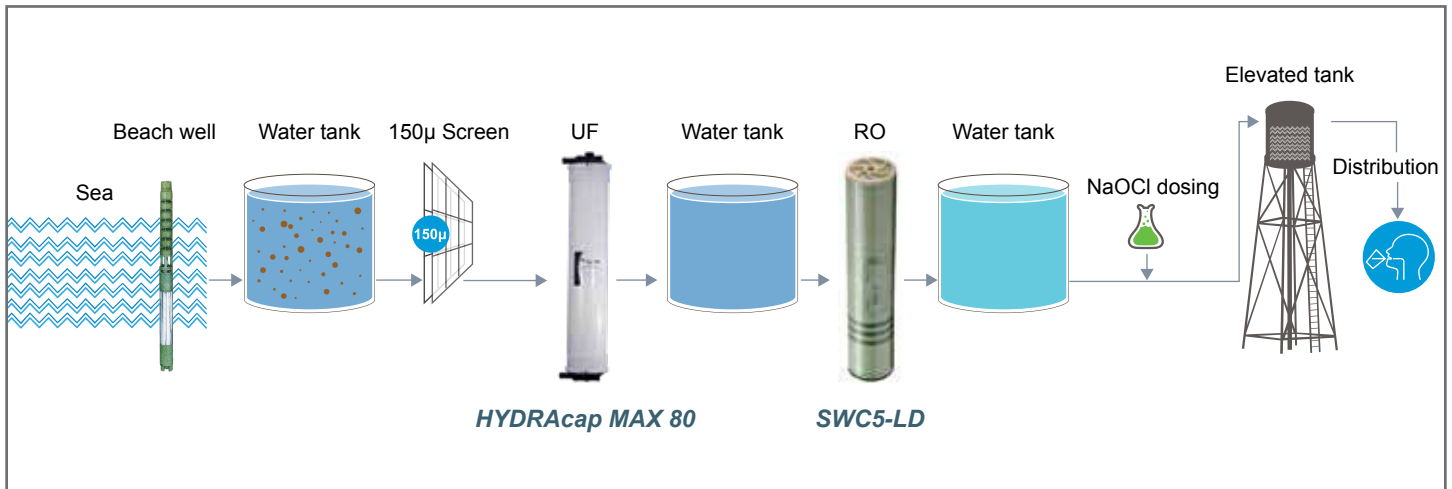 Sea
Beach well
Water tank
150µ Screen
150µ
UF
HYDRAcap MAX 80
Water tank
RO
SWC5-LD
Water tank
NaOCl dosing
Elevated tank
Distribution